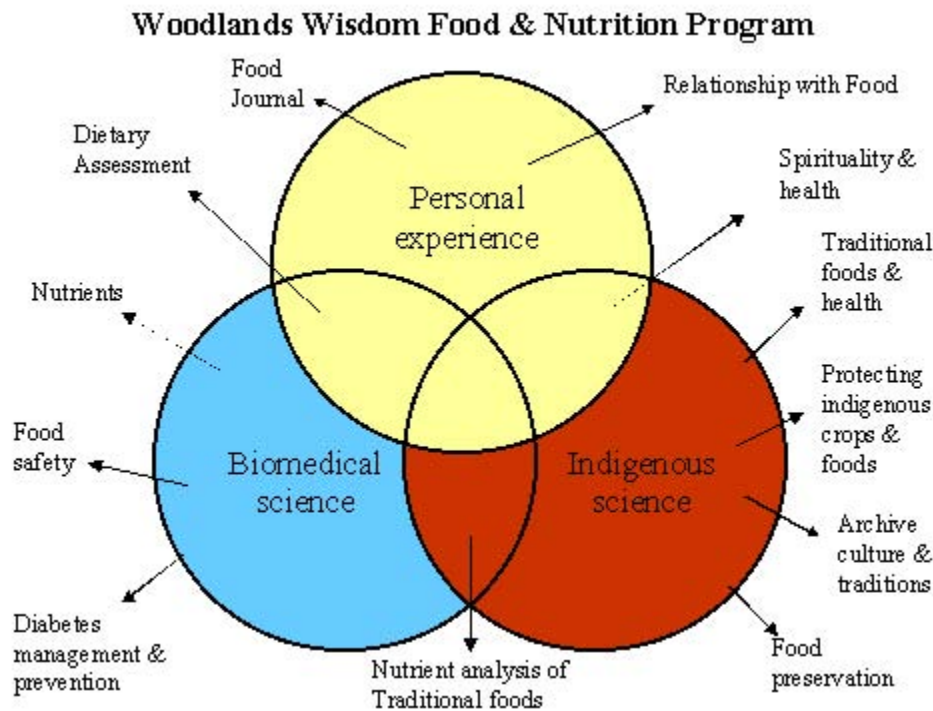 Woodlands Wisdom Food & Nutrition Program
Food
Journal
Relationship with Food
Dietary
Assessment
Spirituality &
health
Personal
experience
Traditional
foods &
health
Nutrients
Protecting
indigenous
crops &
foods
Food
safety
Biomedical
science
Indigenous
science
Archive
culture &
traditions
Diabetes
management &
prevention
Nutrient analysis of
Traditional foods
Food
preservation